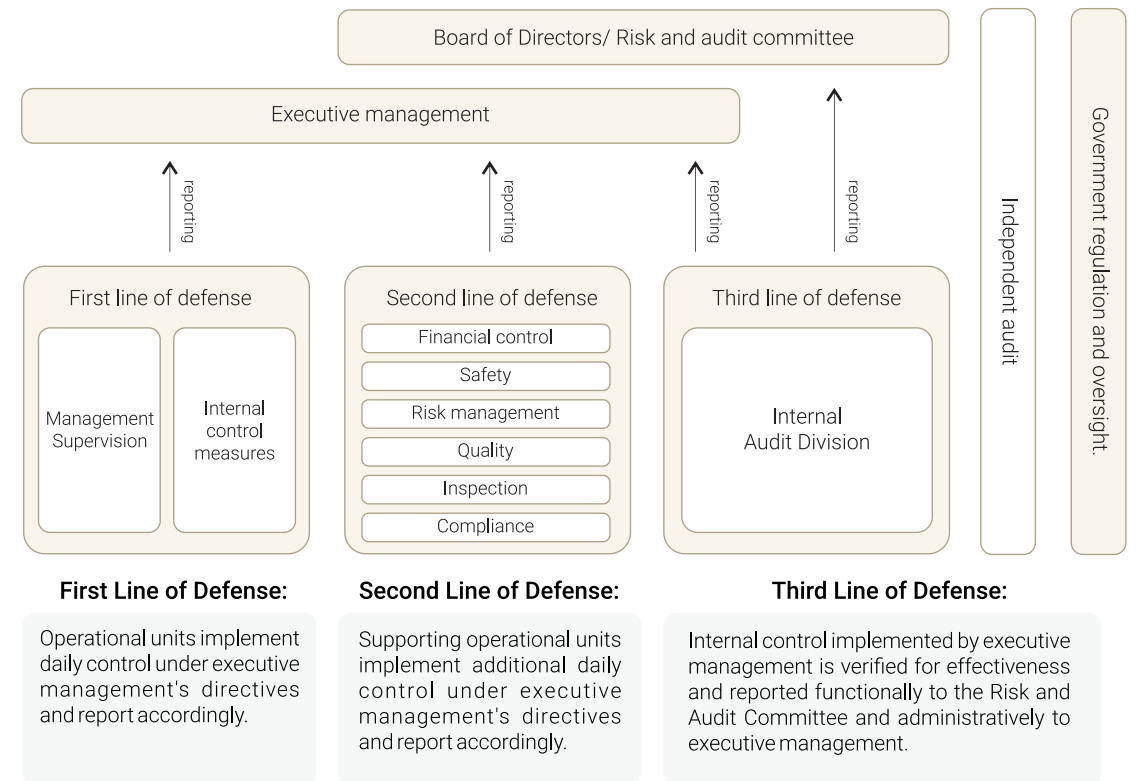 Board of Directors/ Risk and audit committee
Executive management
reporting
reporting
reporting
reporting
First line of defense
Management
Supervision
Internal
control
measures
Second line of defense
Financial control
Safety
Risk management
Quality
Inspection
Compliance
Third line of defense
Internal
Audit Division
Independent audit
Government regulation and oversight.
First Line of Defense:
Operational units implement
daily control under executive
management's directives
and report accordingly.
Second Line of Defense:
Supporting operational units
implement additional daily
control under executive
management's directives
and report accordingly.
Third Line of Defense:
Internal control implemented by executive
management is verified for effectiveness
and reported functionally to the Risk and
Audit Committee and administratively to
executive management.